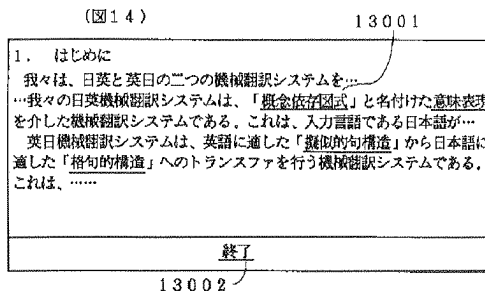 (図14)
13001
1. はじめに
我々は、日英と英日の二つの機械翻訳システムを…
…我々の日英機械翻訳システムは、「概念依存図式」と名付けた意味表現
を介した機械翻訳システムである。これは、入力言語である日本語が…
英日機械翻訳システムは、英語に適した「擬似的句構造」から日本語に
適した「格句的構造」へのトランスファを行う機械翻訳システムである。
これは、……
終了
13002